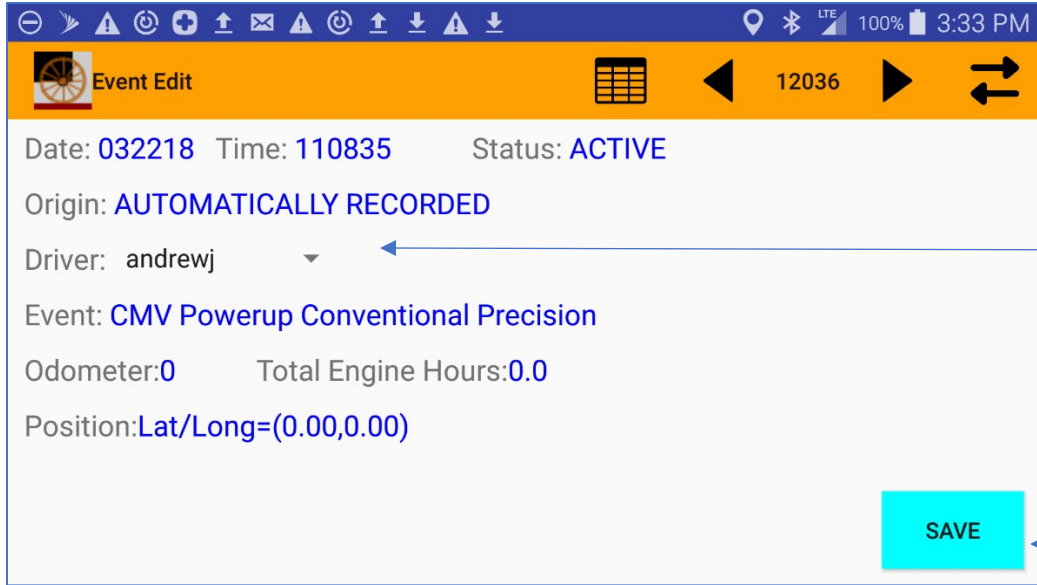 LTE 100% 3:33 PM
Event Edit 12036
Date: 032218 Time: 110835 Status: ACTIVE
Origin: AUTOMATICALLY RECORDED
Driver: andrewj
Event: CMV Powerup Conventional Precision
Odometer:0 Total Engine Hours:0.0
Position:Lat/Long=(0.00,0.00)
SAVE